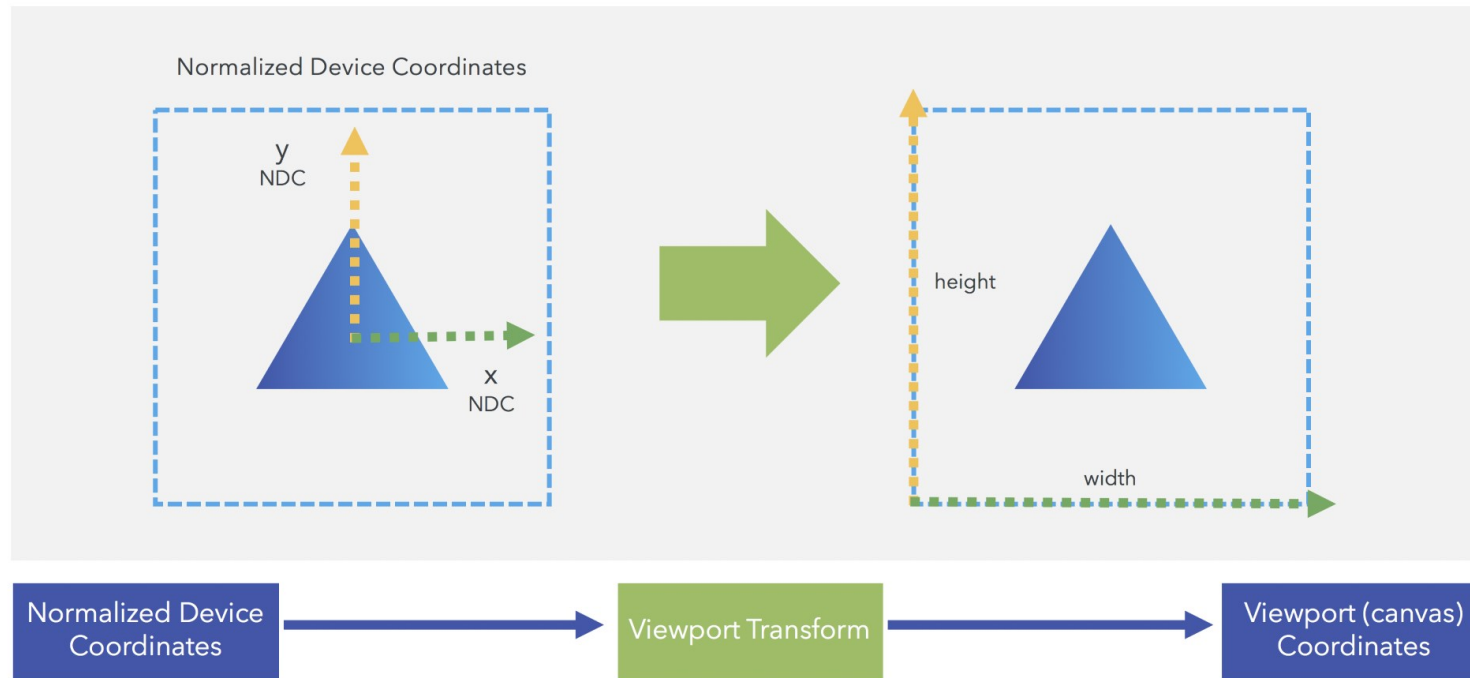 Normalized Device Coordinates
y
NDC
x
NDC
height
width
Normalized Device
Coordinates
Viewport Transform
Viewport (canvas)
Coordinates